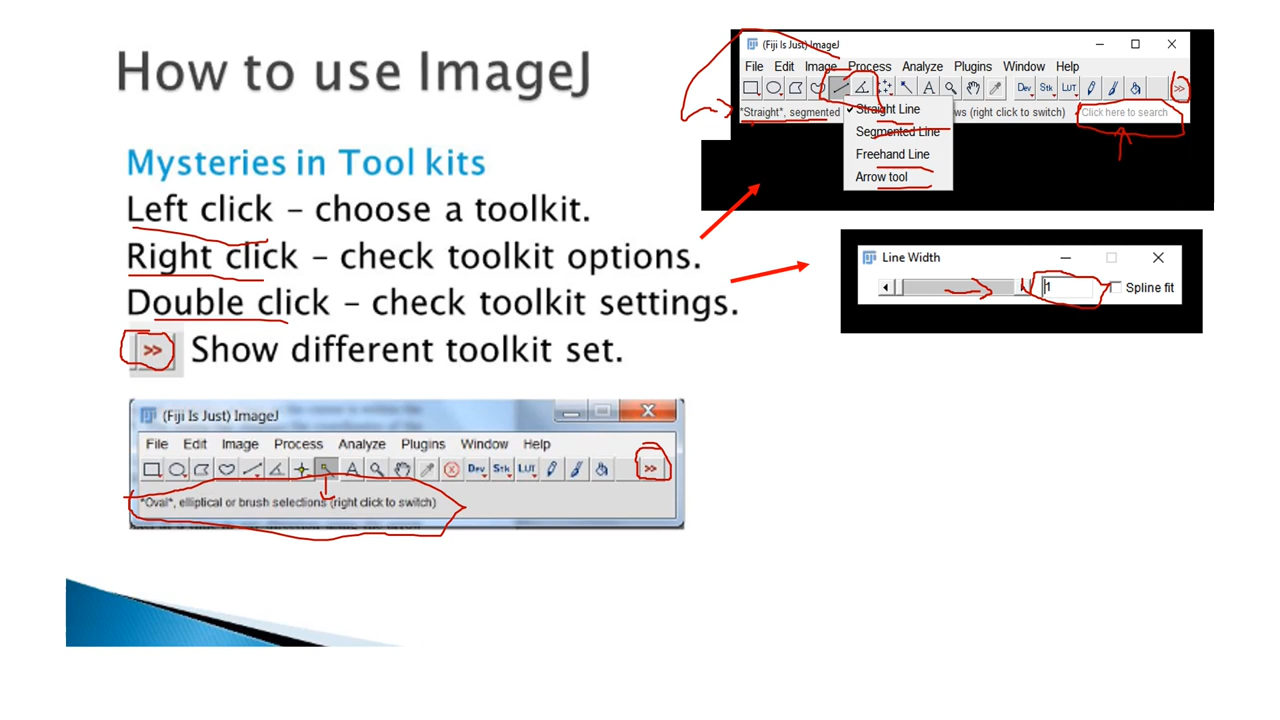 How to use ImageJ
Mysteries in Tool kits
Left click – choose a toolkit.
Right click – check toolkit options.
Double click – check toolkit settings.
>> Show different toolkit set.
(Fiji Is Just) ImageJ
File Edit Image Process Analyze Plugins Window Help
A Dev Stk LUT >>
*Oval*, elliptical or brush selections (right click to switch)
(Fiji Is Just) ImageJ
File Edit Image Process Analyze Plugins Window Help
A Dev Stk LUT >>
*Straight*, segmented ws (right click to switch) Click here to search
Straight Line
Segmented Line
Freehand Line
Arrow tool
Line Width
1 Spline fit